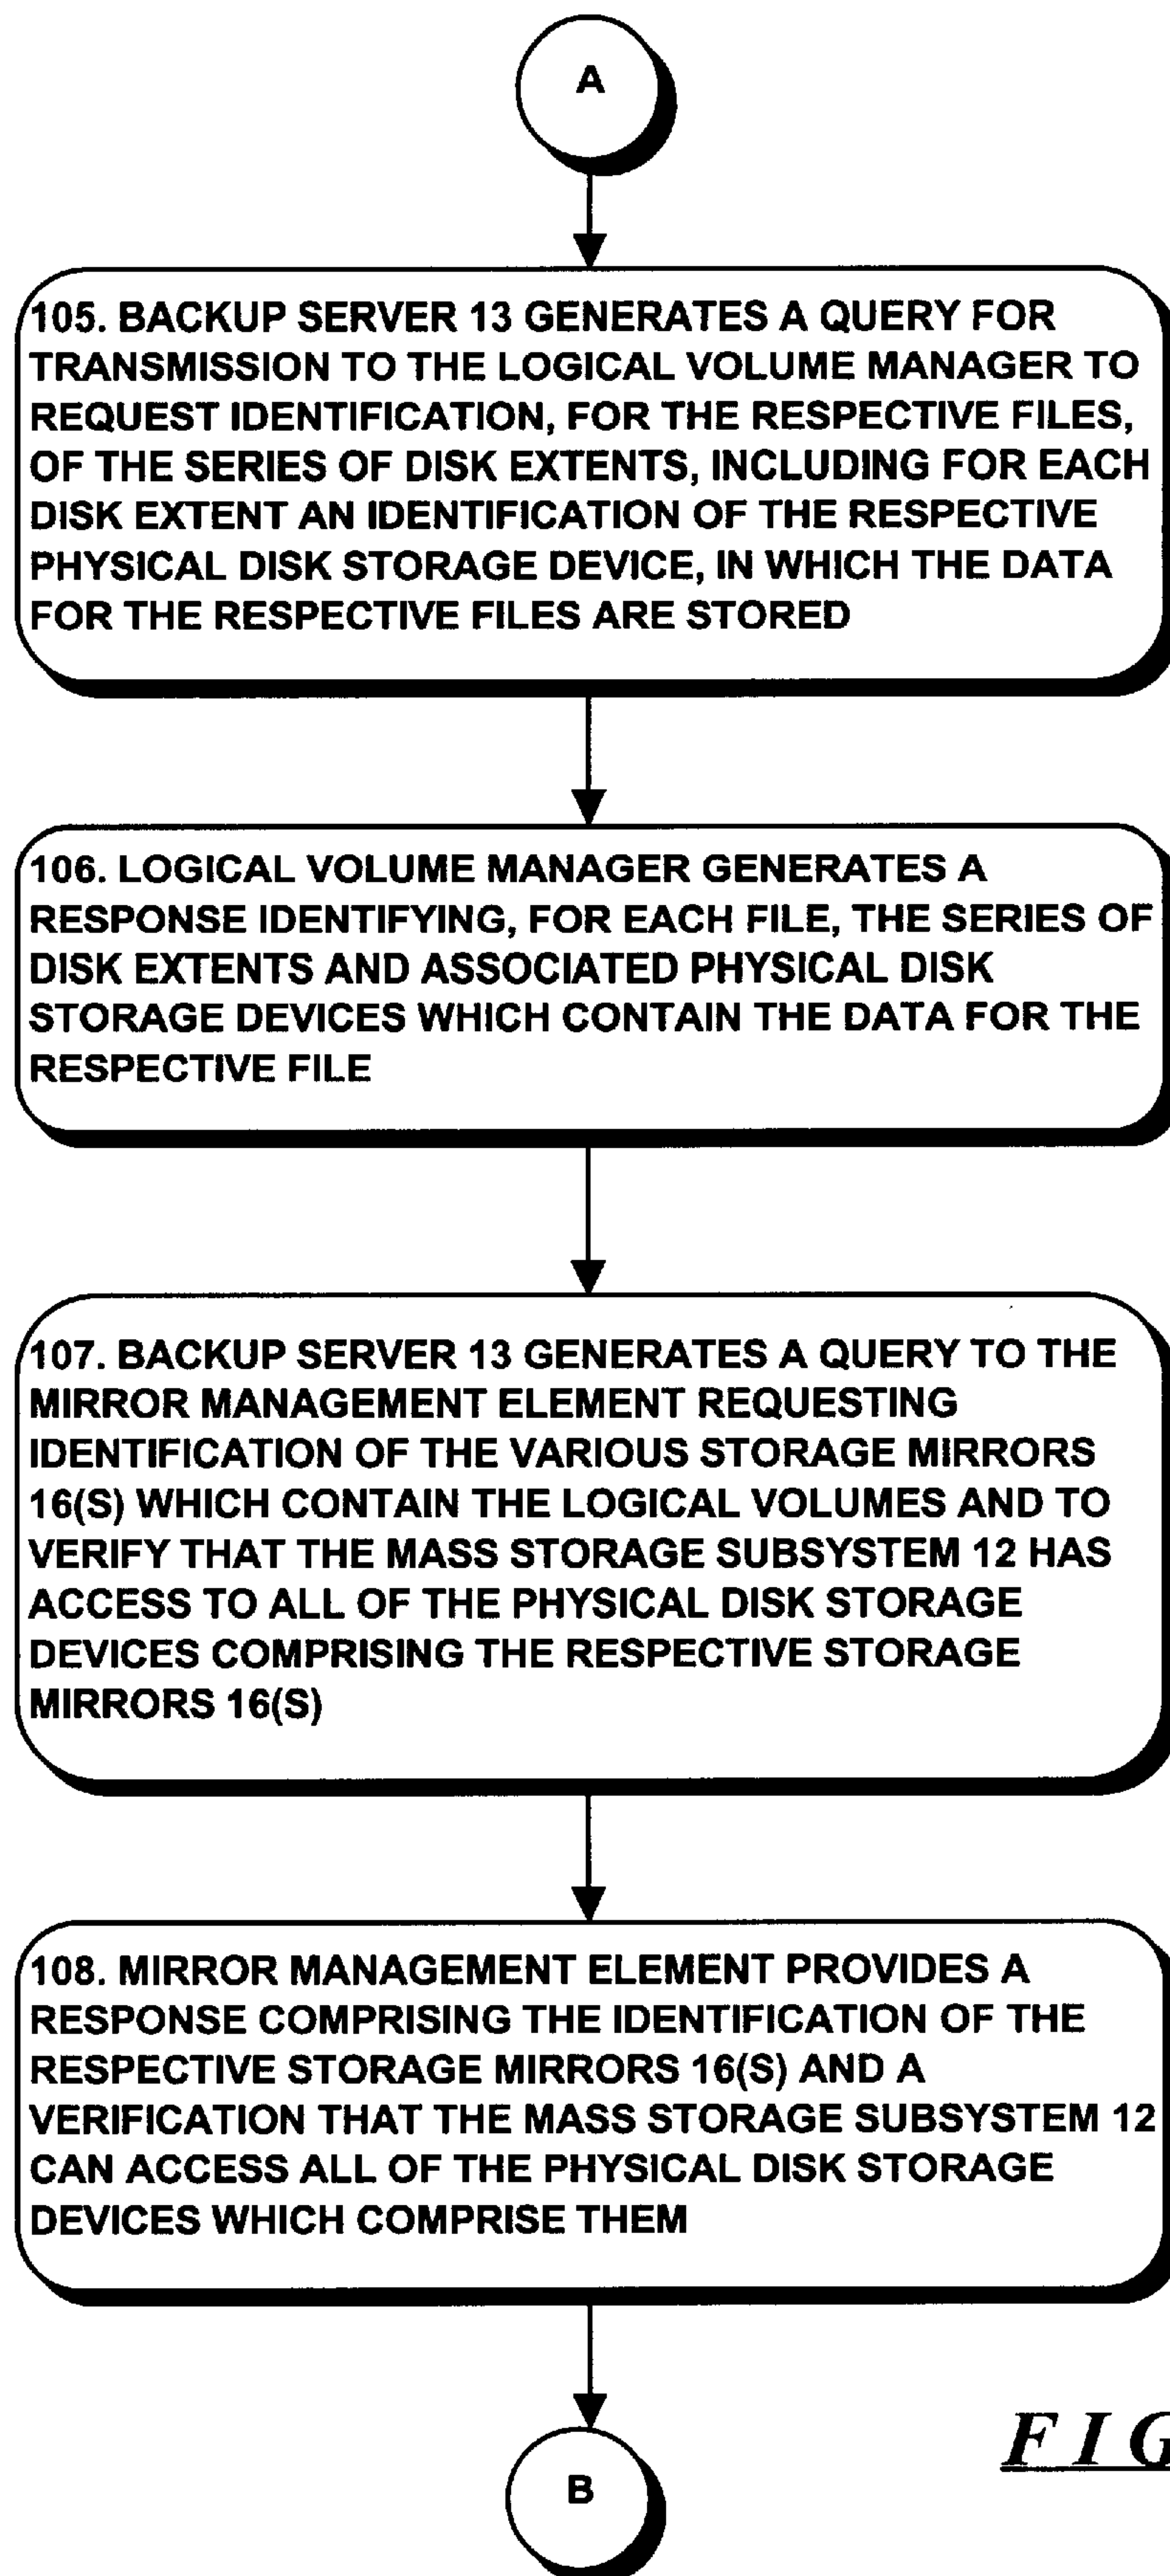 A
105. BACKUP SERVER 13 GENERATES A QUERY FOR
TRANSMISSION TO THE LOGICAL VOLUME MANAGER TO
REQUEST IDENTIFICATION, FOR THE RESPECTIVE FILES,
OF THE SERIES OF DISK EXTENTS, INCLUDING FOR EACH
DISK EXTENT AN IDENTIFICATION OF THE RESPECTIVE
PHYSICAL DISK STORAGE DEVICE, IN WHICH THE DATA
FOR THE RESPECTIVE FILES ARE STORED
106. LOGICAL VOLUME MANAGER GENERATES A
RESPONSE IDENTIFYING, FOR EACH FILE, THE SERIES OF
DISK EXTENTS AND ASSOCIATED PHYSICAL DISK
STORAGE DEVICES WHICH CONTAIN THE DATA FOR THE
RESPECTIVE FILE
107. BACKUP SERVER 13 GENERATES A QUERY TO THE
MIRROR MANAGEMENT ELEMENT REQUESTING
IDENTIFICATION OF THE VARIOUS STORAGE MIRRORS
16(S) WHICH CONTAIN THE LOGICAL VOLUMES AND TO
VERIFY THAT THE MASS STORAGE SUBSYSTEM 12 HAS
ACCESS TO ALL OF THE PHYSICAL DISK STORAGE
DEVICES COMPRISING THE RESPECTIVE STORAGE
MIRRORS 16(S)
108. MIRROR MANAGEMENT ELEMENT PROVIDES A
RESPONSE COMPRISING THE IDENTIFICATION OF THE
RESPECTIVE STORAGE MIRRORS 16(S) AND A
VERIFICATION THAT THE MASS STORAGE SUBSYSTEM 12
CAN ACCESS ALL OF THE PHYSICAL DISK STORAGE
DEVICES WHICH COMPRISE THEM
FIG
B